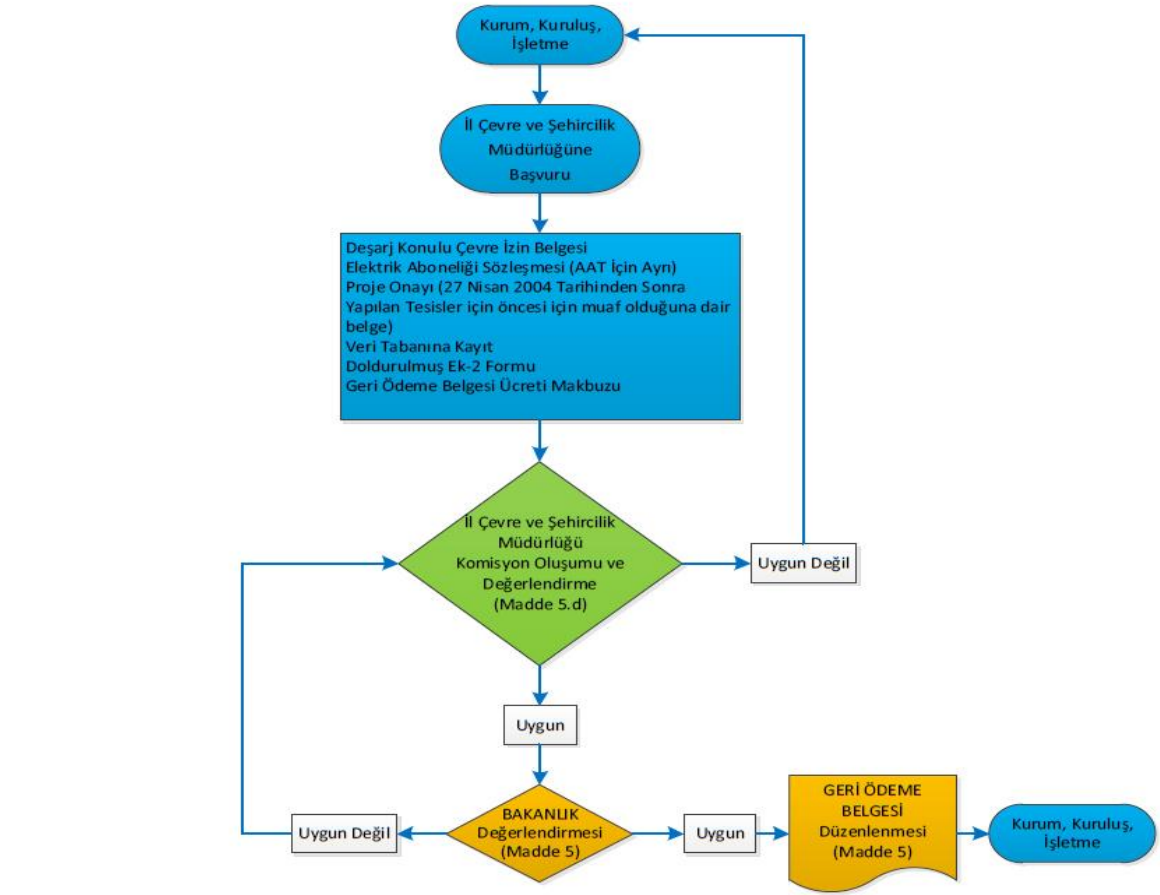 Kurum, Kuruluş,
İşletme
İl Çevre ve Şehircilik
Müdürlüğüne
Başvuru
Deşarj Konulu Çevre İzin Belgesi
Elektrik Aboneliği Sözleşmesi (AAT İçin Ayrı)
Proje Onayı (27 Nisan 2004 Tarihinden Sonra
Yapılan Tesisler için öncesi için muaf olduğuna dair
belge)
Veri Tabanına Kayıt
Doldurulmuş Ek-2 Formu
Geri Ödeme Belgesi Ücreti Makbuzu
İl Çevre ve Şehircilik
Müdürlüğü
Komisyon Oluşumu ve
Değerlendirme
(Madde 5.d)
Uygun Değil
Uygun
Uygun Değil
BAKANLIK
Değerlendirmesi
(Madde 5)
Uygun
GERİ ÖDEME
BELGESİ
Düzenlenmesi
(Madde 5)
Kurum, Kuruluş,
İşletme